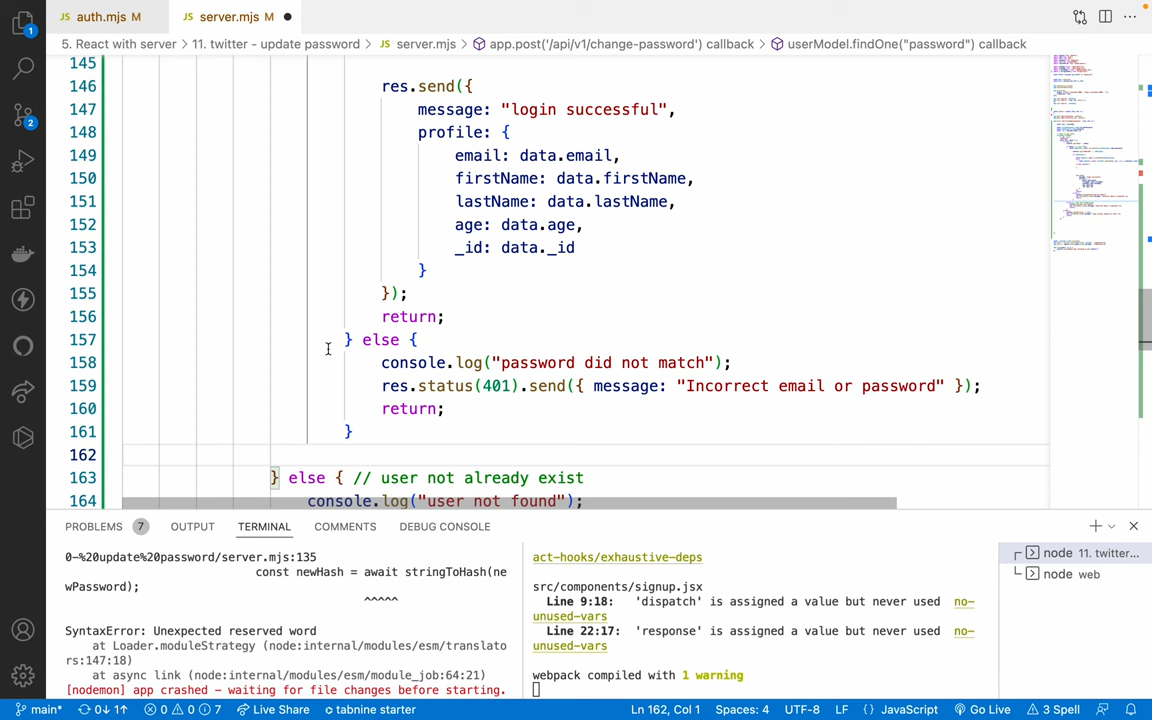 JS auth.mjs M
JS server.mjs M
5. React with server > 11. twitter - update password > JS server.mjs > app.post('/api/v1/change-password') callback > userModel.findOne("password") callback
145
146 res.send({
147 message: "login successful",
148 profile: {
149 email: data.email,
150 firstName: data.firstName,
151 lastName: data.lastName,
152 age: data.age,
153 _id: data._id
154 }
155 });
156 return;
157 } else {
158 console.log("password did not match");
159 res.status(401).send({ message: "Incorrect email or password" });
160 return;
161 }
162
163 } else { // user not already exist
164 console.log("user not found");
1
2
PROBLEMS 7 OUTPUT TERMINAL COMMENTS DEBUG CONSOLE
0-%20update%20password/server.mjs:135
const newHash = await stringToHash(ne
wPassword);
^^^^^
SyntaxError: Unexpected reserved word
at Loader.moduleStrategy (node:internal/modules/esm/translato
rs:147:18)
at async link (node:internal/modules/esm/module_job:64:21)
[nodemon] app crashed - waiting for file changes before starting.
act-hooks/exhaustive-deps
src/components/signup.jsx
Line 9:18: 'dispatch' is assigned a value but never used no-
unused-vars
Line 22:17: 'response' is assigned a value but never used no-
unused-vars
webpack compiled with 1 warning
node 11. twitter...
node web
main* 0↓ 1↑ 0 0 7 Live Share tabnine starter Ln 162, Col 1 Spaces: 4 UTF-8 LF {} JavaScript Go Live 3 Spell